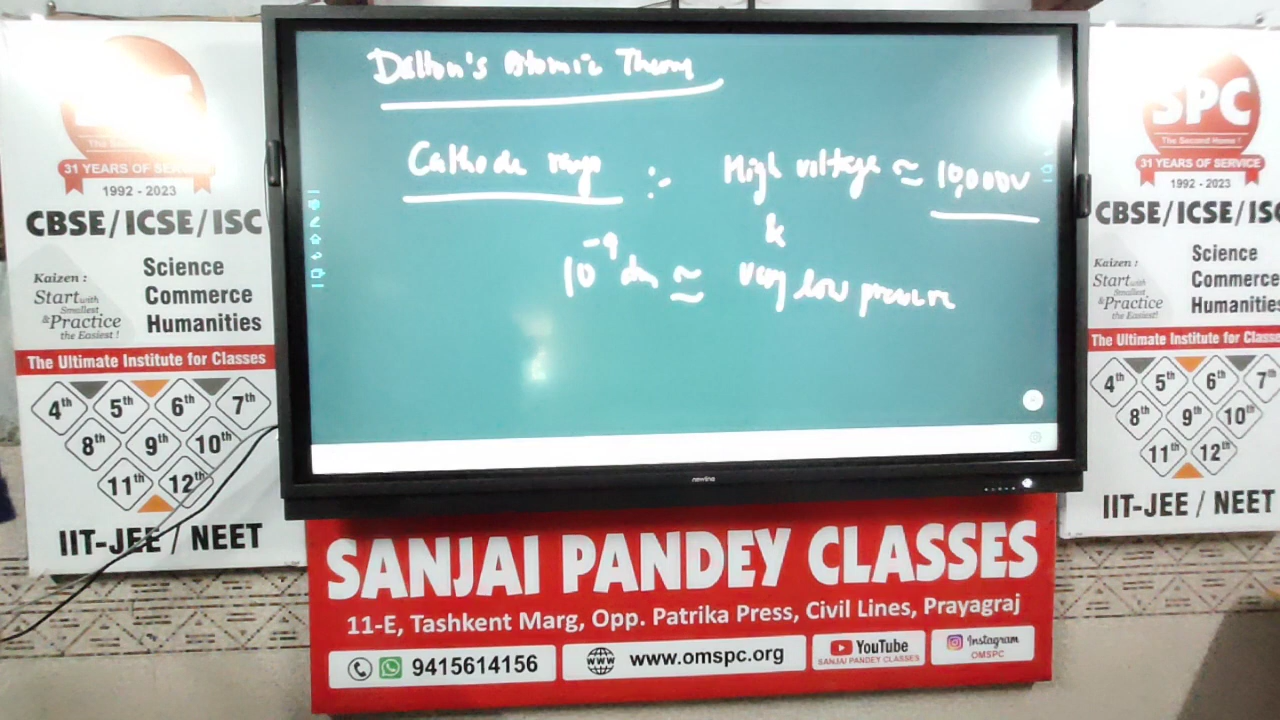 Dalton's Atomic Theory
Cathode rays :- High voltage ≃ 10,000V
&
10⁻⁹ atm ≃ very low pressure
newline
The Second Home !
31 YEARS OF SERVICE
1992 - 2023
CBSE/ICSE/ISC
Kaizen :
Start with
Smallest
& Practice
the Easiest !
Science
Commerce
Humanities
The Ultimate Institute for Classes
4th 5th 6th 7th
8th 9th 10th
11th 12th
IIT-JEE / NEET
SPC
The Second Home !
31 YEARS OF SERVICE
1992 - 2023
CBSE/ICSE/ISC
Kaizen :
Start with
Smallest
& Practice
the Easiest!
Science
Commerce
Humanities
The Ultimate Institute for Classe
4th 5th 6th 7th
8th 9th 10th
11th 12th
IIT-JEE / NEET
SANJAI PANDEY CLASSES
11-E, Tashkent Marg, Opp. Patrika Press, Civil Lines, Prayagraj
9415614156
www www.omspc.org
YouTube
SANJAI PANDEY CLASSES
Instagram
OMSPC